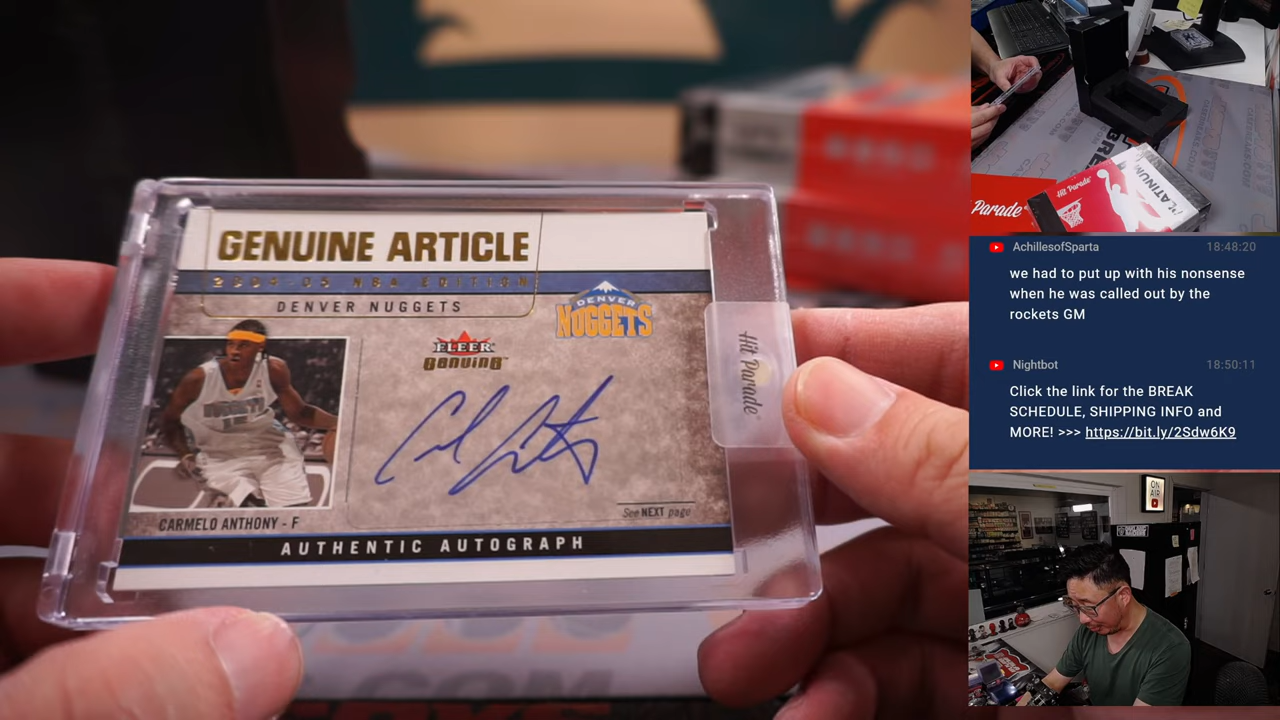 GENUINE ARTICLE
2004-05 NBA EDITION
DENVER NUGGETS
DENVER
NUGGETS
FLEER
GENUINE
Hit Parade
CARMELO ANTHONY - F
See NEXT page
AUTHENTIC AUTOGRAPH
Hit Parade
PLATINUM
Parade
AchillesofSparta 18:48:20
we had to put up with his nonsense
when he was called out by the
rockets GM
Nightbot 18:50:11
Click the link for the BREAK
SCHEDULE, SHIPPING INFO and
MORE! >>> https://bit.ly/2Sdw6K9
ON
AIR